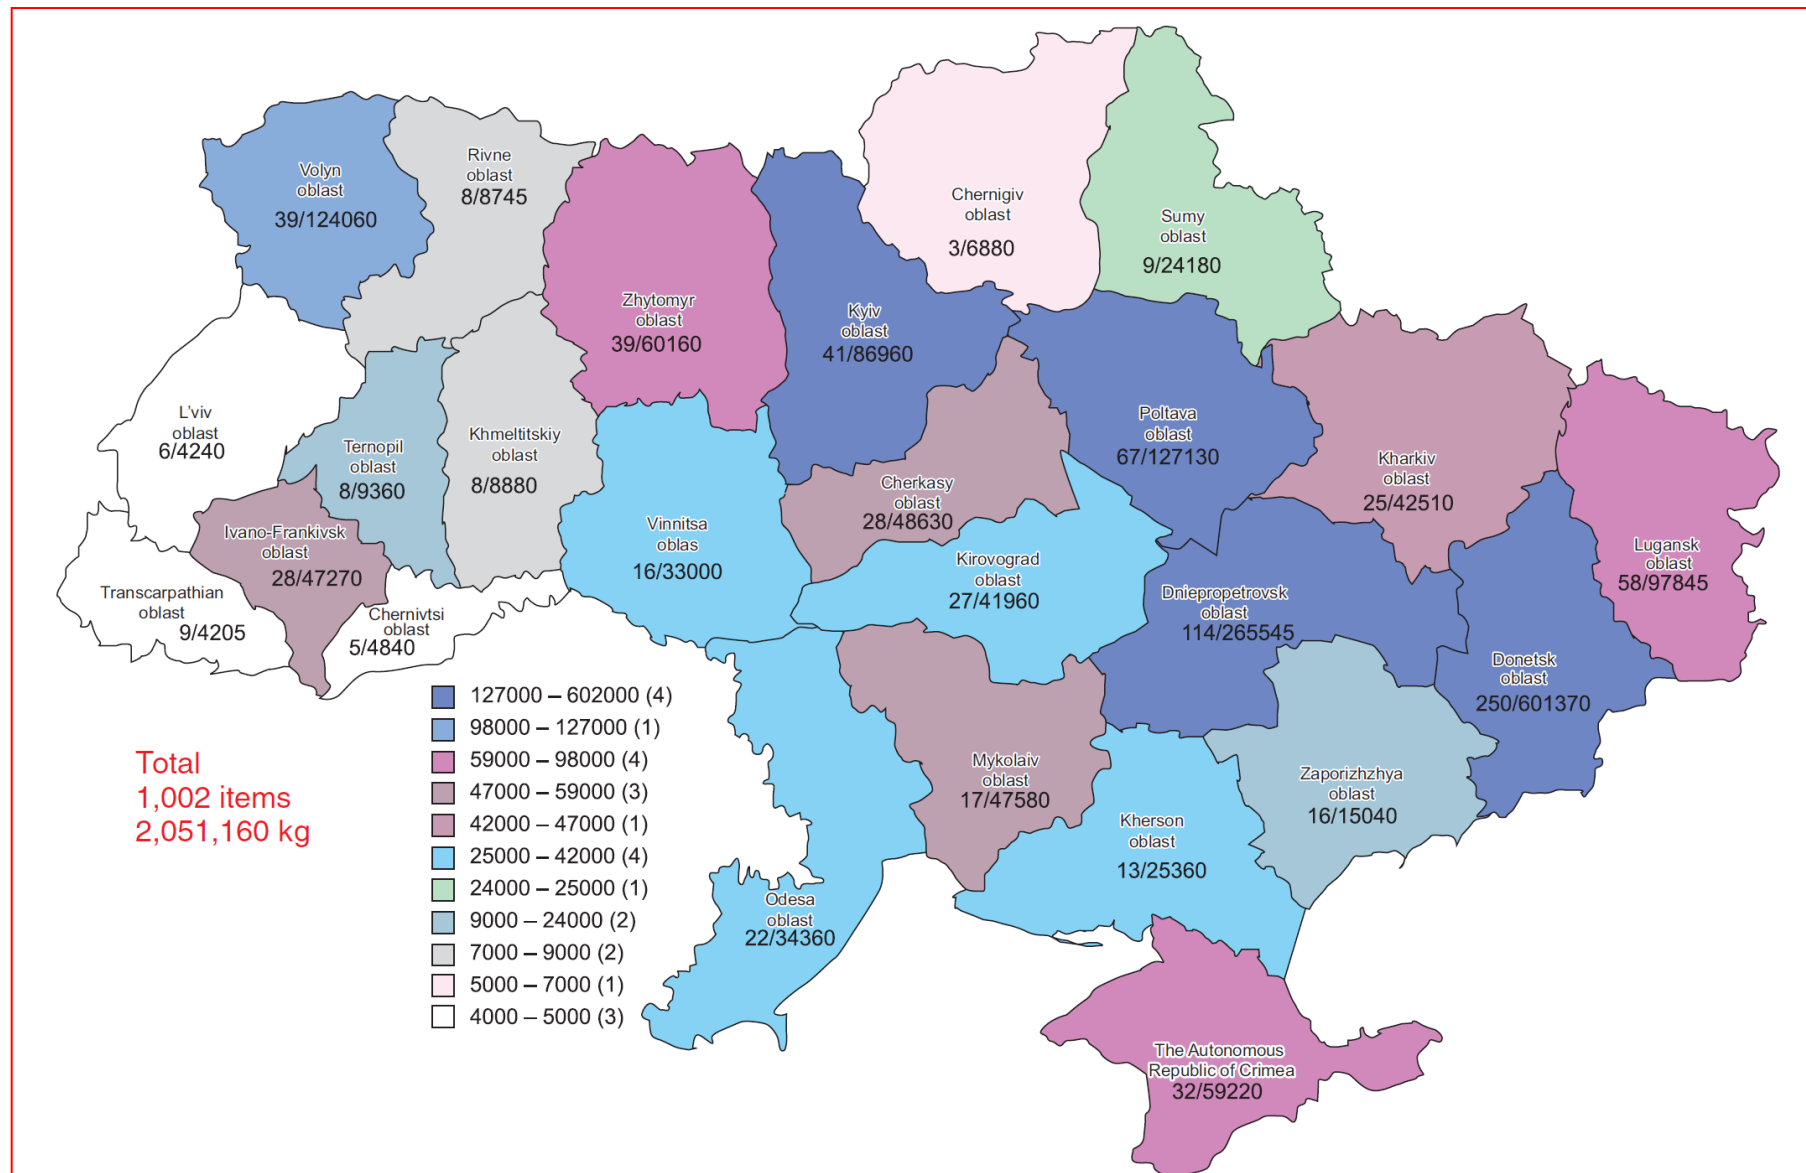 Volyn
oblast
39/124060
Rivne
oblast
8/8745
Zhytomyr
oblast
39/60160
Kyiv
oblast
41/86960
Chernigiv
oblast
3/6880
Sumy
oblast
9/24180
L'viv
oblast
6/4240
Ternopil
oblast
8/9360
Khmeltitskiy
oblast
8/8880
Vinnitsa
oblas
16/33000
Cherkasy
oblast
28/48630
Poltava
oblast
67/127130
Kharkiv
oblast
25/42510
Lugansk
oblast
58/97845
Transcarpathian
oblast
9/4205
Ivano-Frankivsk
oblast
28/47270
Chernivtsi
oblast
5/4840
Kirovograd
oblast
27/41960
Dniepropetrovsk
oblast
114/265545
Donetsk
oblast
250/601370
Mykolaiv
oblast
17/47580
Zaporizhzhya
oblast
16/15040
Kherson
oblast
13/25360
Odesa
oblast
22/34360
The Autonomous
Republic of Crimea
32/59220
Total
1,002 items
2,051,160 kg
127000 – 602000 (4)
98000 – 127000 (1)
59000 – 98000 (4)
47000 – 59000 (3)
42000 – 47000 (1)
25000 – 42000 (4)
24000 – 25000 (1)
9000 – 24000 (2)
7000 – 9000 (2)
5000 – 7000 (1)
4000 – 5000 (3)